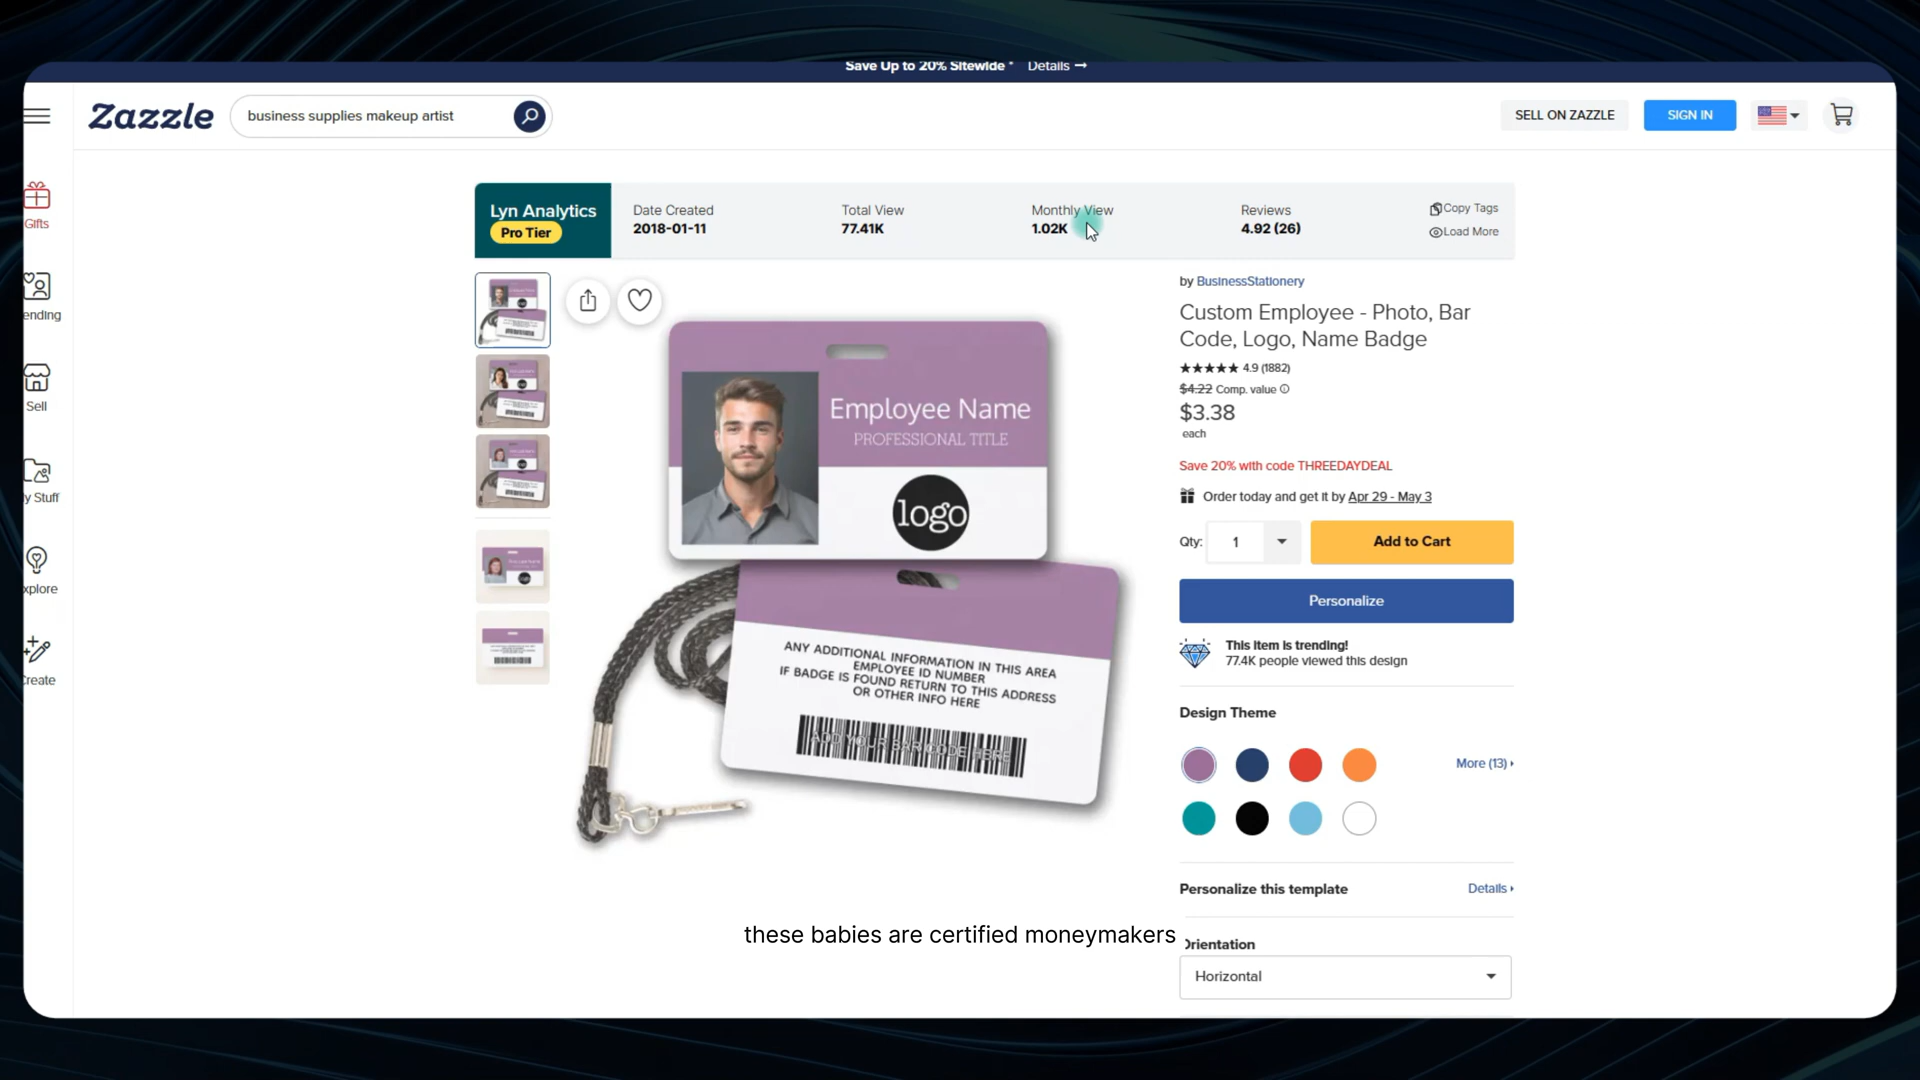 Save Up to 20% Sitewide * Details →
Zazzle
business supplies makeup artist
SELL ON ZAZZLE
SIGN IN
Gifts
ending
Sell
y Stuff
xplore
Create
Lyn Analytics
Pro Tier
Date Created
2018-01-11
Total View
77.41K
Monthly View
1.02K
Reviews
4.92 (26)
Copy Tags
Load More
Employee Name
PROFESSIONAL TITLE
logo
ANY ADDITIONAL INFORMATION IN THIS AREA
EMPLOYEE ID NUMBER
IF BADGE IS FOUND RETURN TO THIS ADDRESS
OR OTHER INFO HERE
ADD YOUR BAR CODE HERE
by BusinessStationery
Custom Employee - Photo, Bar
Code, Logo, Name Badge
★★★★★ 4.9 (1882)
$4.22 Comp. value
$3.38
each
Save 20% with code THREEDAYDEAL
Order today and get it by Apr 29 - May 3
Qty: 1
Add to Cart
Personalize
This item is trending!
77.4K people viewed this design
Design Theme
More (13)
Personalize this template
Details
these babies are certified moneymakers
Orientation
Horizontal